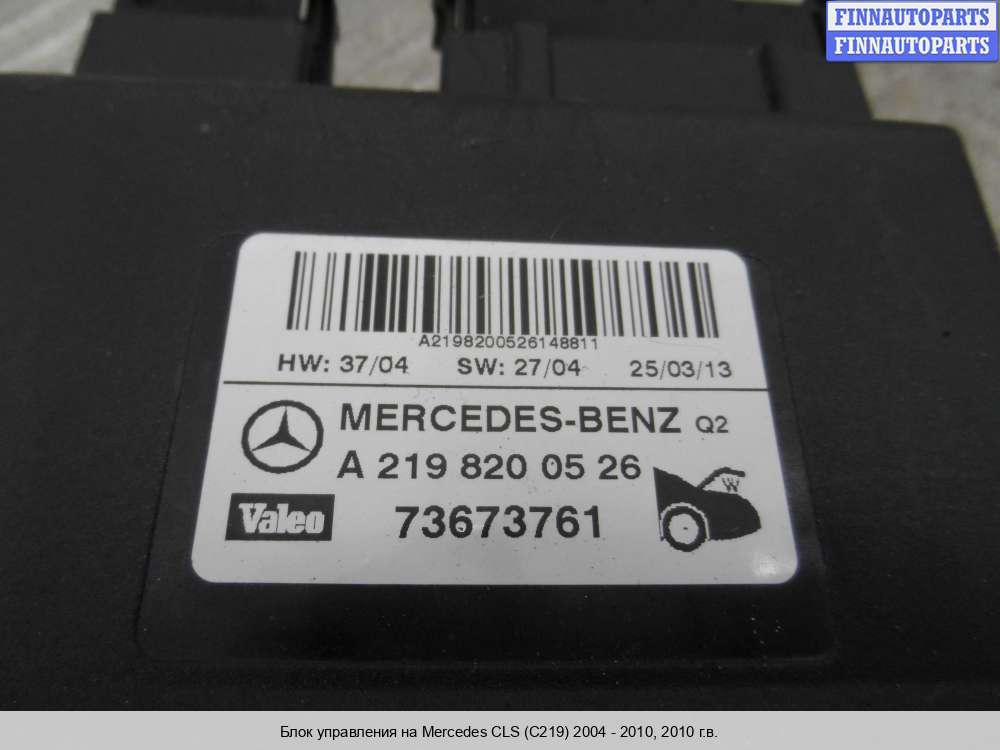 FINNAUTOPARTS
FINNAUTOPARTS
A2198200526148811
HW: 37/04 SW: 27/04 25/03/13
MERCEDES-BENZ Q2
A 219 820 05 26
Valeo 73673761
W
Блок управления на Mercedes CLS (C219) 2004 - 2010, 2010 г.в.